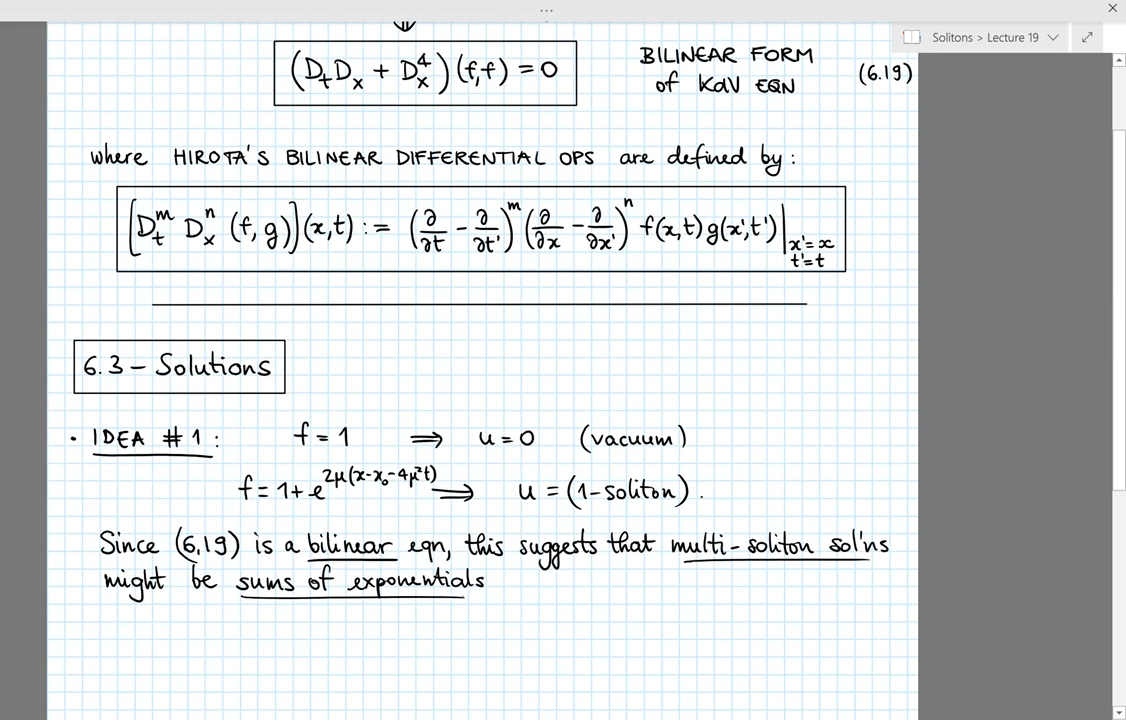 Solitons > Lecture 19
(D_t D_x + D_x^4)(f,f) = 0
BILINEAR FORM
of KdV EQN
(6.19)
where HIROTA'S BILINEAR DIFFERENTIAL OPS are defined by:
[D_t^m D_x^n (f,g)](x,t) := (∂/∂t - ∂/∂t')^m (∂/∂x - ∂/∂x')^n f(x,t)g(x',t')|_{x'=x t'=t}
6.3 - Solutions
· IDEA #1: f = 1 ⟹ u = 0 (vacuum)
f = 1 + e^{2μ(x-x_0-4μ²t)} ⟹ u = (1-soliton).
Since (6.19) is a bilinear eqn, this suggests that multi-soliton sol'ns
might be sums of exponentials